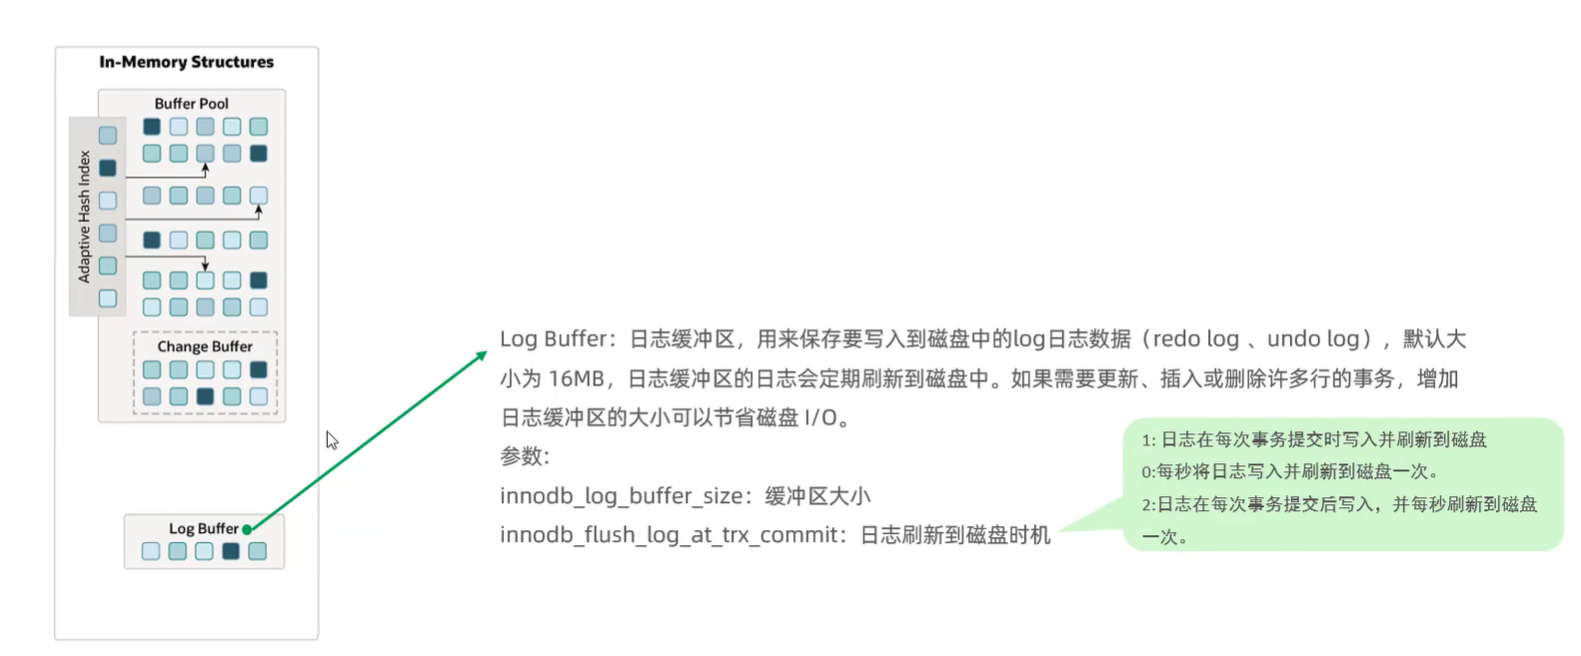 In-Memory Structures
Buffer Pool
Adaptive Hash Index
Change Buffer
Log Buffer
Log Buffer：日志缓冲区，用来保存要写入到磁盘中的log日志数据（redo log 、undo log），默认大
小为 16MB，日志缓冲区的日志会定期刷新到磁盘中。如果需要更新、插入或删除许多行的事务，增加
日志缓冲区的大小可以节省磁盘 I/O。
参数：
innodb_log_buffer_size：缓冲区大小
innodb_flush_log_at_trx_commit：日志刷新到磁盘时机
1: 日志在每次事务提交时写入并刷新到磁盘
0:每秒将日志写入并刷新到磁盘一次。
2:日志在每次事务提交后写入，并每秒刷新到磁盘
一次。